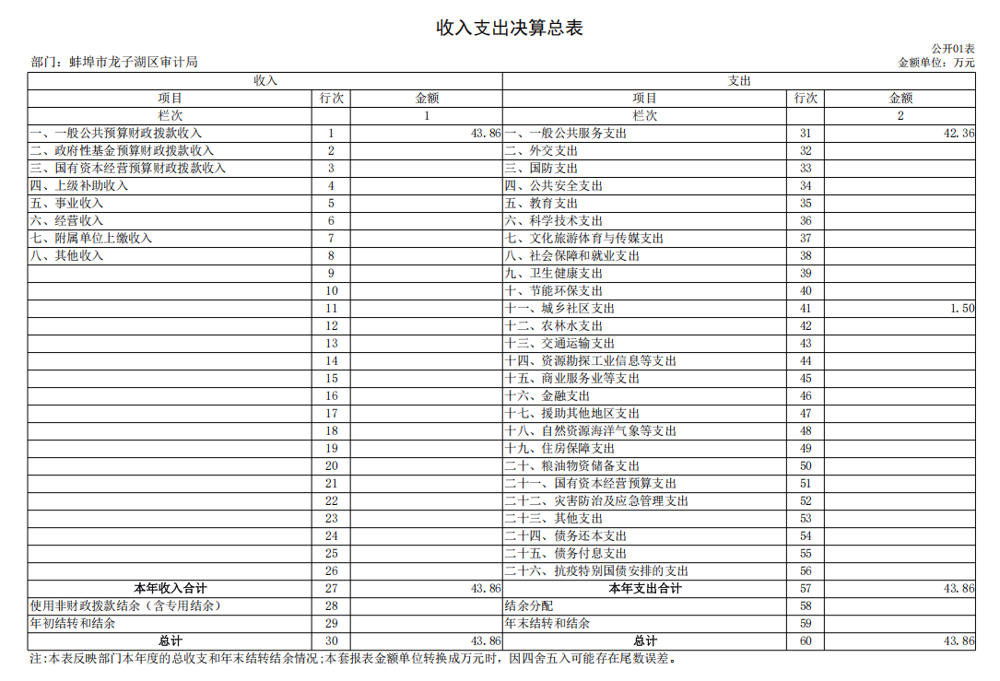 收入支出决算总表
公开01表
部门：蚌埠市龙子湖区审计局 金额单位：万元
收入 支出
项目 行次 金额 项目 行次 金额
栏次 1 栏次 2
一、一般公共预算财政拨款收入 1 43.86 一、一般公共服务支出 31 42.36
二、政府性基金预算财政拨款收入 2 二、外交支出 32
三、国有资本经营预算财政拨款收入 3 三、国防支出 33
四、上级补助收入 4 四、公共安全支出 34
五、事业收入 5 五、教育支出 35
六、经营收入 6 六、科学技术支出 36
七、附属单位上缴收入 7 七、文化旅游体育与传媒支出 37
八、其他收入 8 八、社会保障和就业支出 38
9 九、卫生健康支出 39
10 十、节能环保支出 40
11 十一、城乡社区支出 41 1.50
12 十二、农林水支出 42
13 十三、交通运输支出 43
14 十四、资源勘探工业信息等支出 44
15 十五、商业服务业等支出 45
16 十六、金融支出 46
17 十七、援助其他地区支出 47
18 十八、自然资源海洋气象等支出 48
19 十九、住房保障支出 49
20 二十、粮油物资储备支出 50
21 二十一、国有资本经营预算支出 51
22 二十二、灾害防治及应急管理支出 52
23 二十三、其他支出 53
24 二十四、债务还本支出 54
25 二十五、债务付息支出 55
26 二十六、抗疫特别国债安排的支出 56
本年收入合计 27 43.86 本年支出合计 57 43.86
使用非财政拨款结余（含专用结余） 28 结余分配 58
年初结转和结余 29 年末结转和结余 59
总计 30 43.86 总计 60 43.86
注:本表反映部门本年度的总收支和年末结转结余情况;本套报表金额单位转换成万元时，因四舍五入可能存在尾数误差。